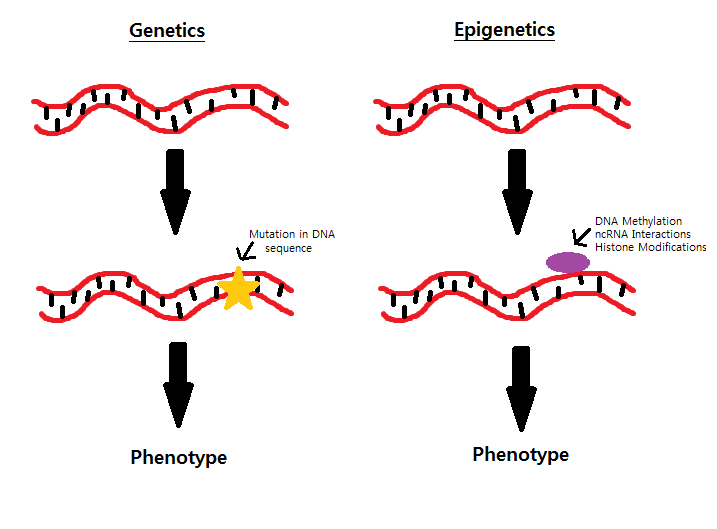 Genetics
Epigenetics
Mutation in DNA
sequence
DNA Methylation
ncRNA Interactions
Histone Modifications
Phenotype
Phenotype